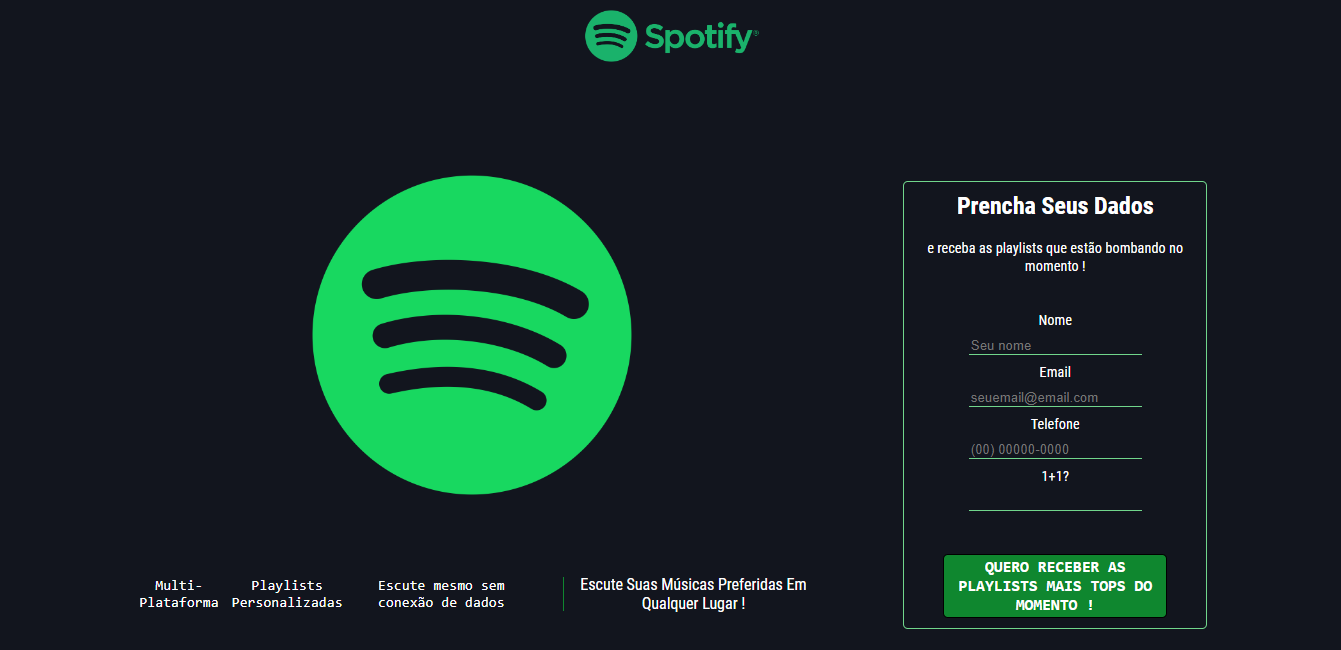 Spotify®
Prencha Seus Dados
e receba as playlists que estão bombando no
momento !
Nome
Seu nome
Email
seuemail@email.com
Telefone
(00) 00000-0000
1+1?
QUERO RECEBER AS
PLAYLISTS MAIS TOPS DO
MOMENTO !
Multi-
Plataforma
Playlists
Personalizadas
Escute mesmo sem
conexão de dados
Escute Suas Músicas Preferidas Em
Qualquer Lugar !